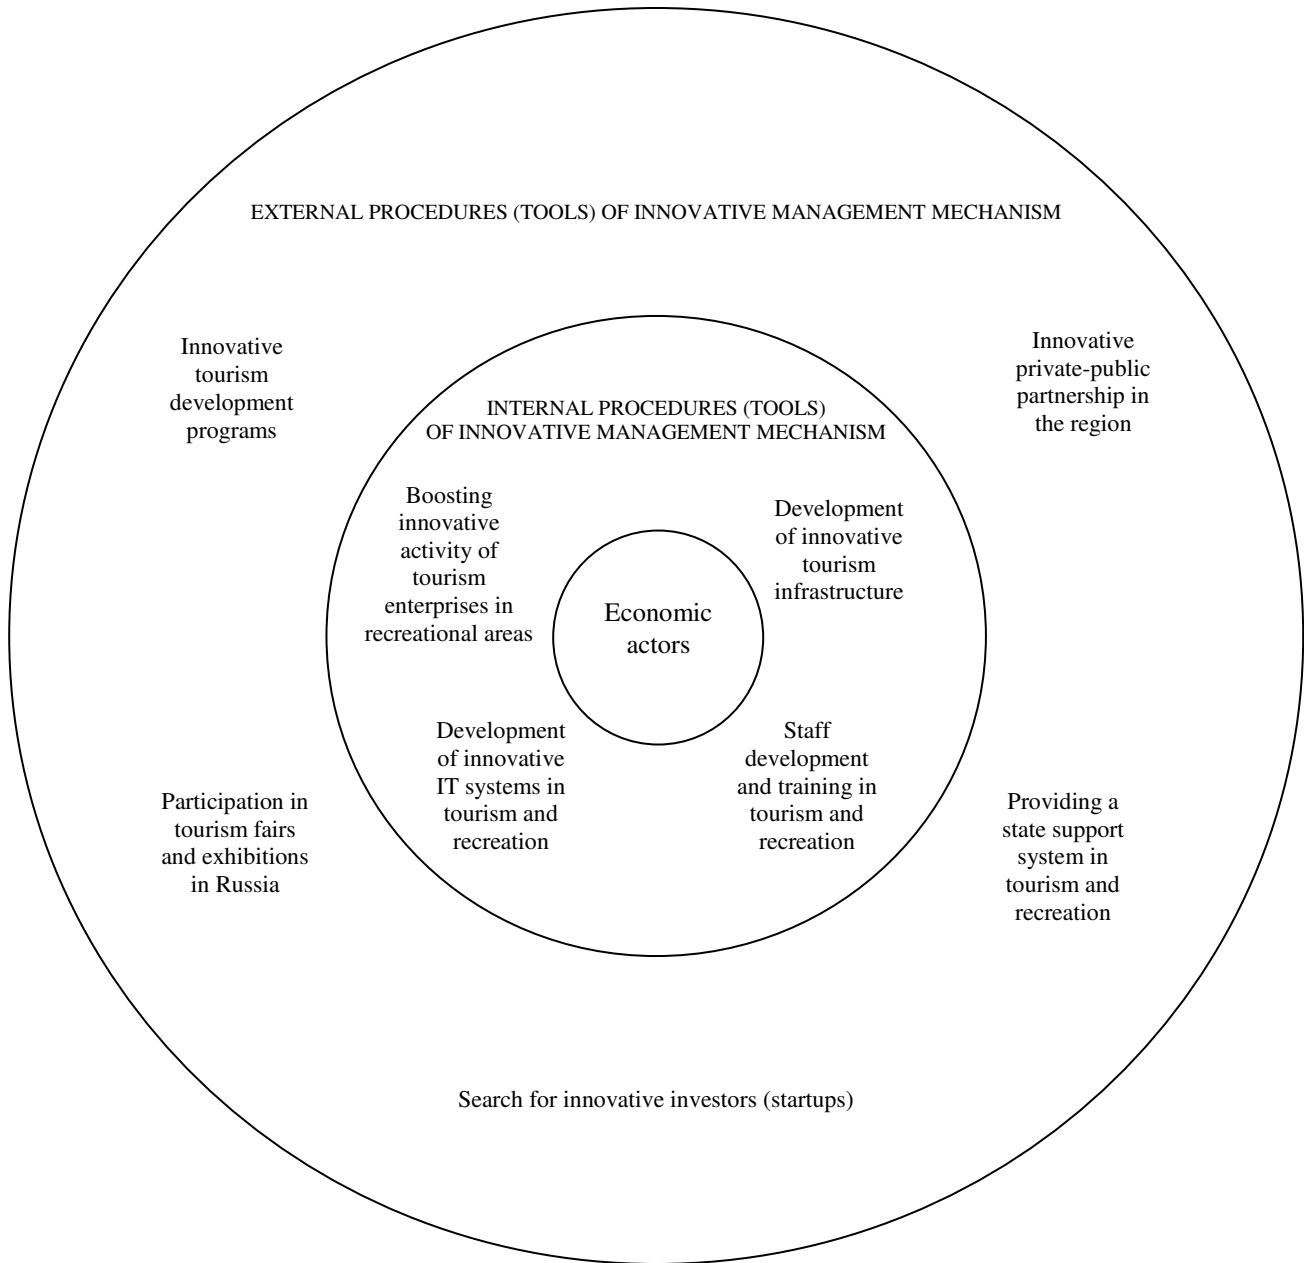 EXTERNAL PROCEDURES (TOOLS) OF INNOVATIVE MANAGEMENT MECHANISM
Innovative
tourism
development
programs
Innovative
private-public
partnership in
the region
INTERNAL PROCEDURES (TOOLS)
OF INNOVATIVE MANAGEMENT MECHANISM
Boosting
innovative
activity of
tourism
enterprises in
recreational areas
Development
of innovative
tourism
infrastructure
Economic
actors
Development
of innovative
IT systems in
tourism and
recreation
Staff
development
and training in
tourism and
recreation
Participation in
tourism fairs
and exhibitions
in Russia
Providing a
state support
system in
tourism and
recreation
Search for innovative investors (startups)